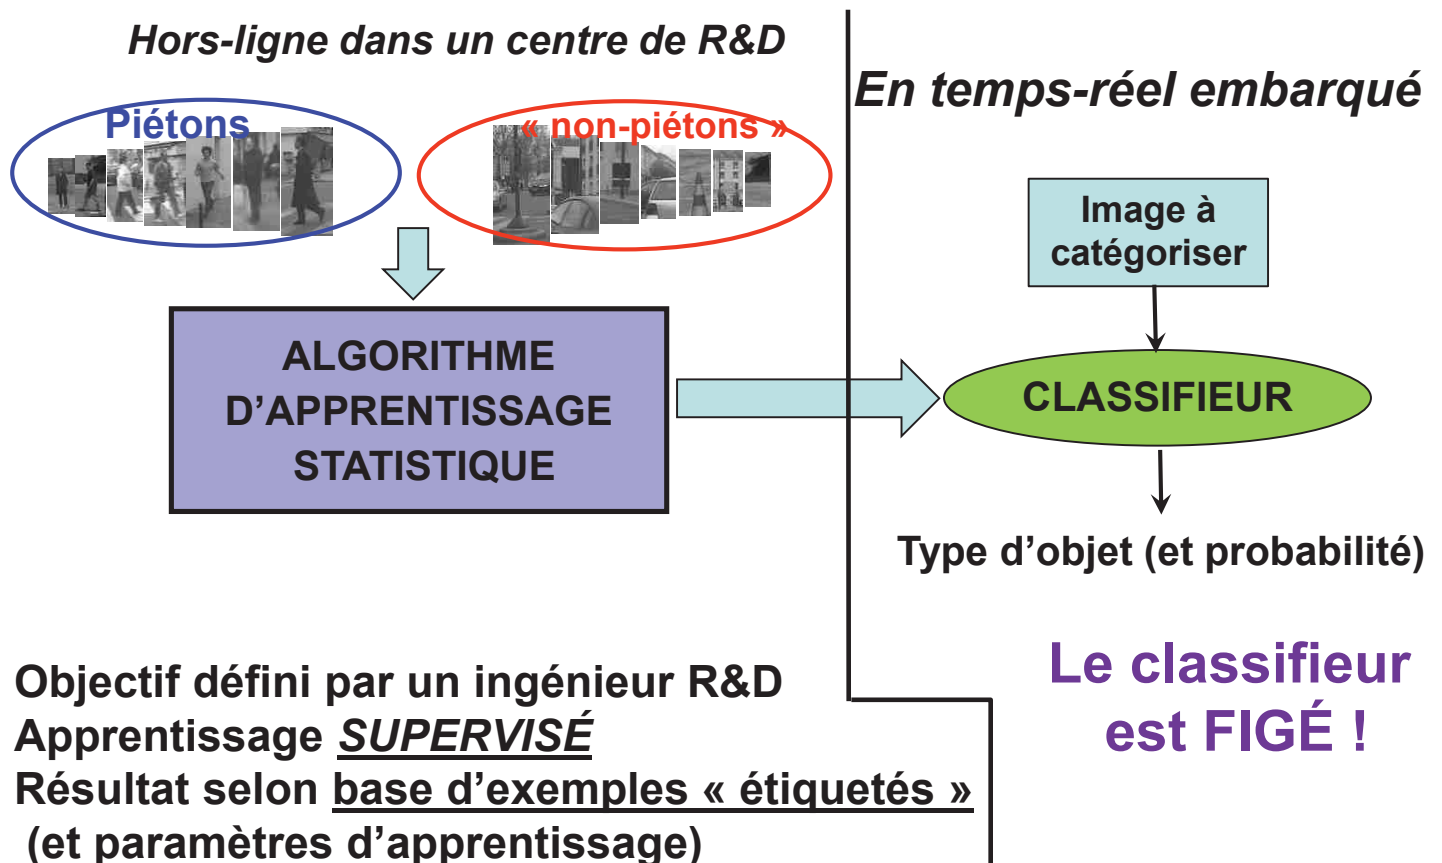 Hors-ligne dans un centre de R&D
Piétons
« non-piétons »
ALGORITHME
D’APPRENTISSAGE
STATISTIQUE
Objectif défini par un ingénieur R&D
Apprentissage SUPERVISÉ
Résultat selon base d’exemples « étiquetés »
(et paramètres d’apprentissage)
En temps-réel embarqué
Image à
catégoriser
CLASSIFIEUR
Type d’objet (et probabilité)
Le classifieur
est FIGÉ !